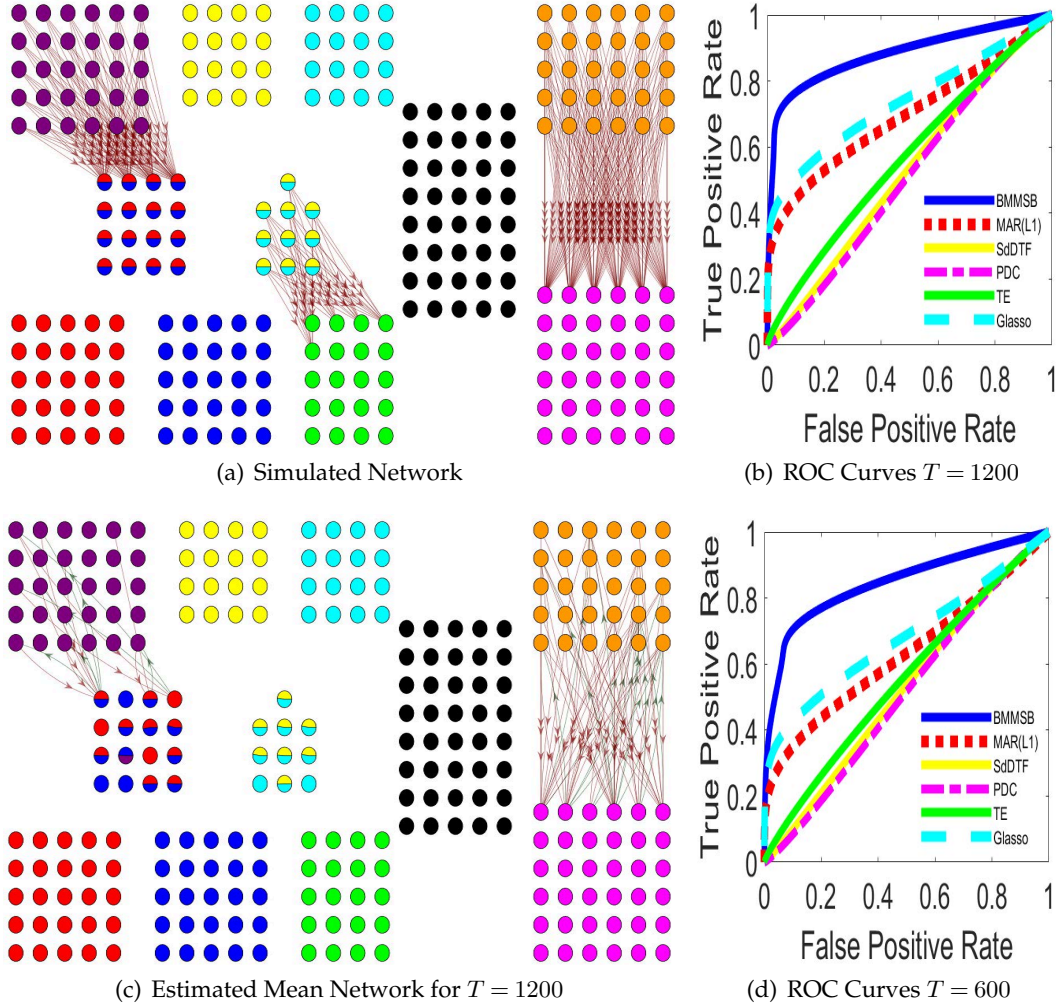 True Positive Rate
1
0.8
0.6
0.4
0.2
0
BMMSB
MAR(L1)
SdDTF
PDC
TE
Glasso
0 0.2 0.4 0.6 0.8 1
False Positive Rate
(a) Simulated Network
(b) ROC Curves T = 1200
True Positive Rate
1
0.8
0.6
0.4
0.2
0
BMMSB
MAR(L1)
SdDTF
PDC
TE
Glasso
0 0.2 0.4 0.6 0.8 1
False Positive Rate
(c) Estimated Mean Network for T = 1200
(d) ROC Curves T = 600